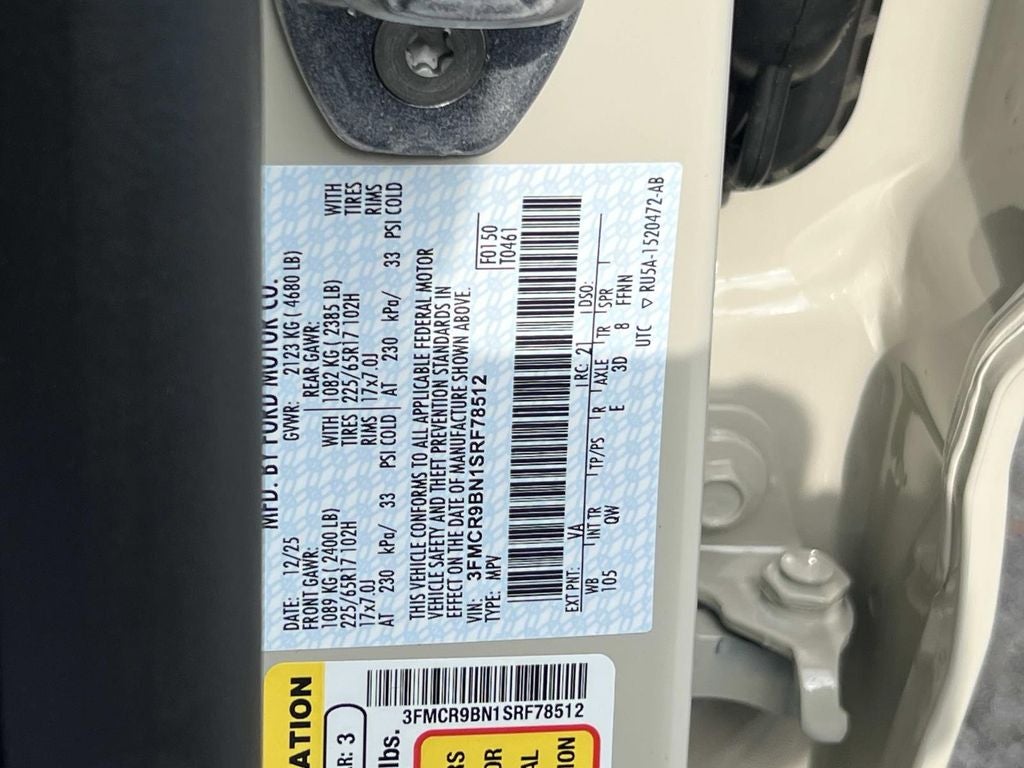 MFD. BY FORD MOTOR CO.
DATE: 12/25 GVWR: 2123 KG ( 4680 LB)
FRONT GAWR: REAR GAWR:
1089 KG ( 2400 LB) WITH 1082 KG ( 2385 LB) WITH
225/65R17 102H TIRES 225/65R17 102H TIRES
17x7.0J RIMS 17x7.0J RIMS
AT 230 kPa/ 33 PSI COLD AT 230 kPa/ 33 PSI COLD
THIS VEHICLE CONFORMS TO ALL APPLICABLE FEDERAL MOTOR
VEHICLE SAFETY AND THEFT PREVENTION STANDARDS IN
EFFECT ON THE DATE OF MANUFACTURE SHOWN ABOVE.
VIN: 3FMCR9BN1SRF78512 F0150
TYPE: MPV T0461
EXT PNT: VA RC: 21 DSO:
WB INT TR TP/PS R AXLE TR SPR
105 QW E 3D 8 FFNN
UTC ▽ RU5A-1520472-AB
3FMCR9BN1SRF78512
R: 3
lbs.